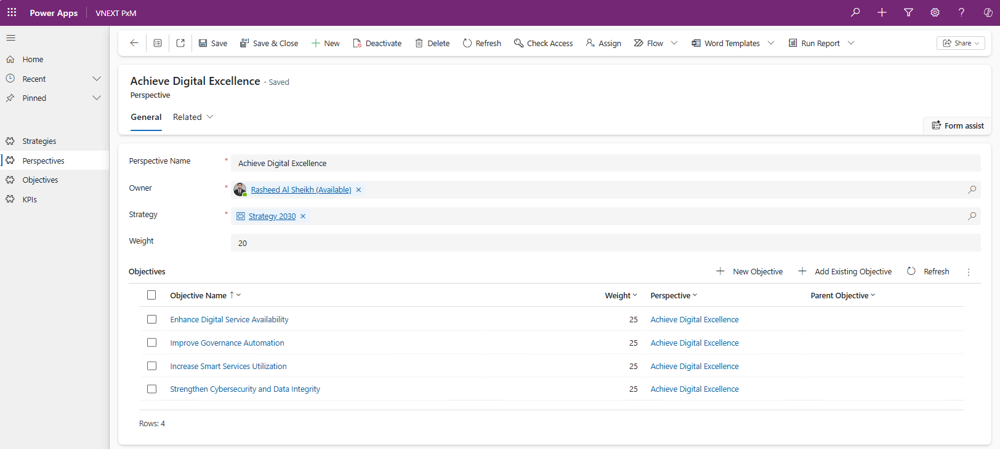 Power Apps VNEXT PxM
Home
Recent
Pinned
Strategies
Perspectives
Objectives
KPIs
Save Save & Close New Deactivate Delete Refresh Check Access Assign Flow Word Templates Run Report Share
Achieve Digital Excellence - Saved
Perspective
General Related
Form assist
Perspective Name * Achieve Digital Excellence
Owner * Rasheed Al Sheikh (Available)
Strategy * Strategy 2030
Weight 20
Objectives New Objective Add Existing Objective Refresh
Objective Name Weight Perspective Parent Objective
Enhance Digital Service Availability 25 Achieve Digital Excellence
Improve Governance Automation 25 Achieve Digital Excellence
Increase Smart Services Utilization 25 Achieve Digital Excellence
Strengthen Cybersecurity and Data Integrity 25 Achieve Digital Excellence
Rows: 4